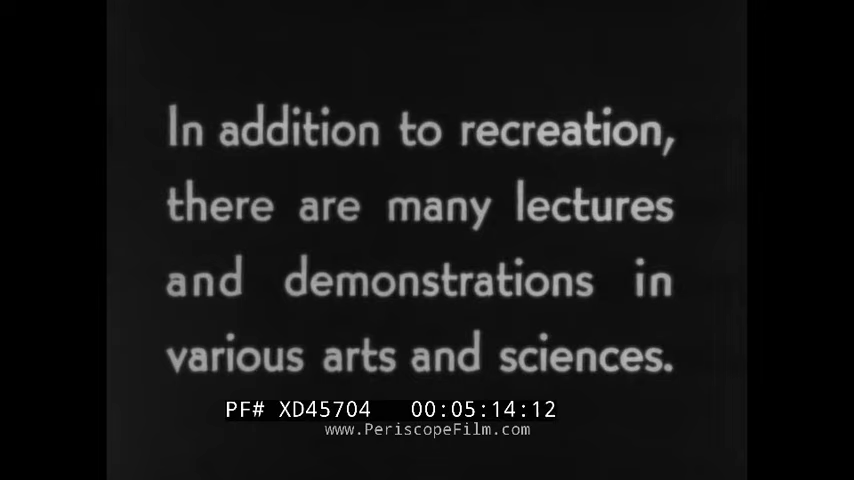 In addition to recreation,
there are many lectures
and demonstrations in
various arts and sciences.
PF# XD45704 00:05:14:12
www.PeriscopeFilm.com